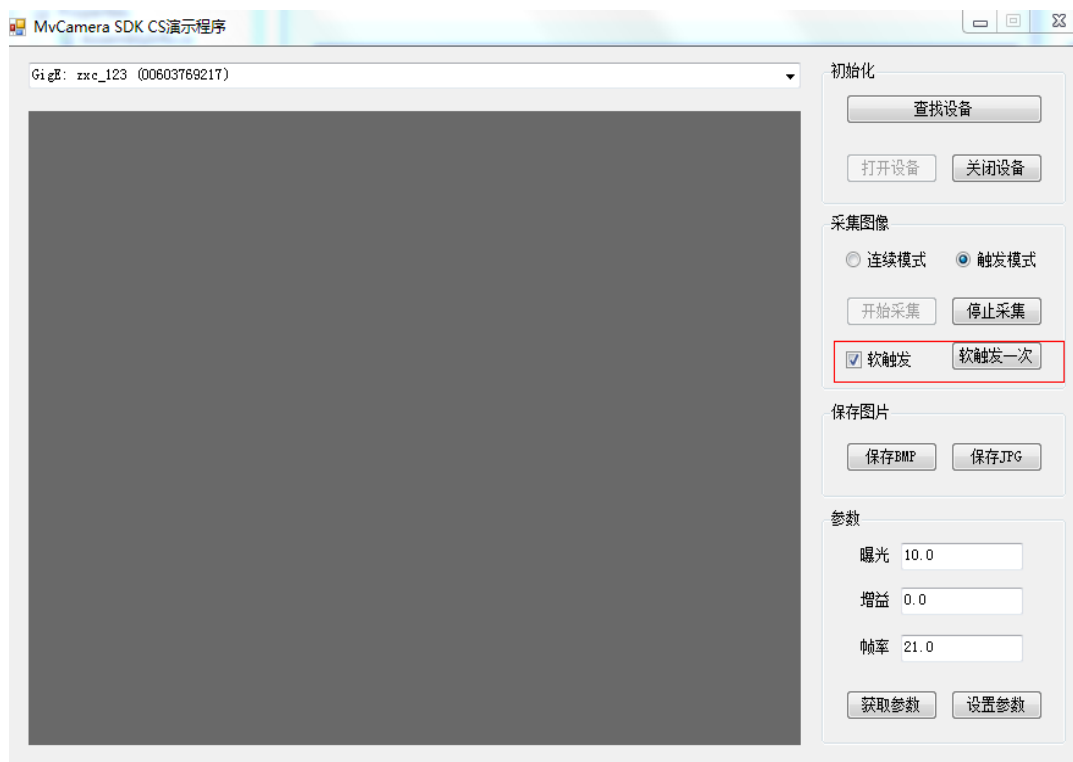 MvCamera SDK CS演示程序
GigE: zxc_123 (00603769217)
初始化
查找设备
打开设备 关闭设备
采集图像
连续模式 触发模式
开始采集 停止采集
软触发 软触发一次
保存图片
保存BMP 保存JPG
参数
曝光 10.0
增益 0.0
帧率 21.0
获取参数 设置参数